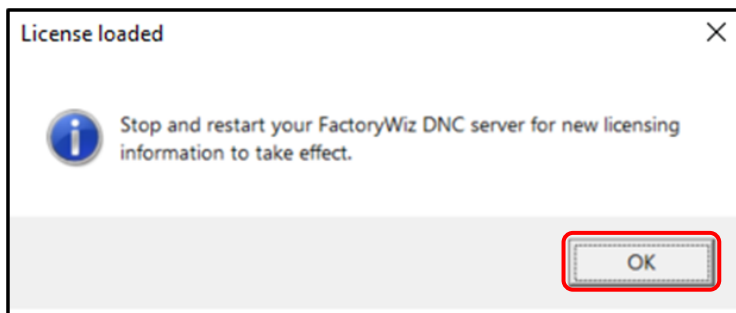 License loaded
Stop and restart your FactoryWiz DNC server for new licensing
information to take effect.
OK